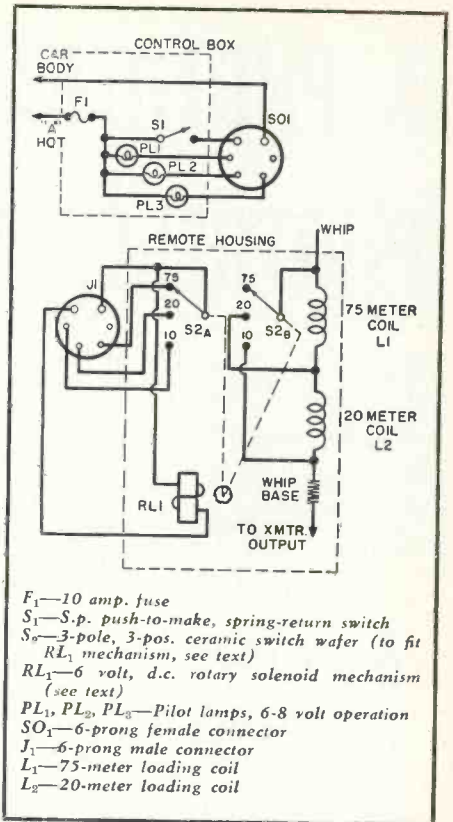 CONTROL BOX
CAR
BODY
F1
"A"
HOT
S1
SO1
PL1
PL2
PL3
REMOTE HOUSING
WHIP
J1
75
20
10
S2A
75
20
10
S2B
75 METER
COIL
L1
20 METER
COIL
L2
WHIP
BASE
RL1
TO XMTR.
OUTPUT
F₁—10 amp. fuse
S₁—S.p. push-to-make, spring-return switch
S₂—3-pole, 3-pos. ceramic switch wafer (to fit
RL₁ mechanism, see text)
RL₁—6 volt, d.c. rotary solenoid mechanism
(see text)
PL₁, PL₂, PL₃—Pilot lamps, 6-8 volt operation
SO₁—6-prong female connector
J₁—6-prong male connector
L₁—75-meter loading coil
L₂—20-meter loading coil